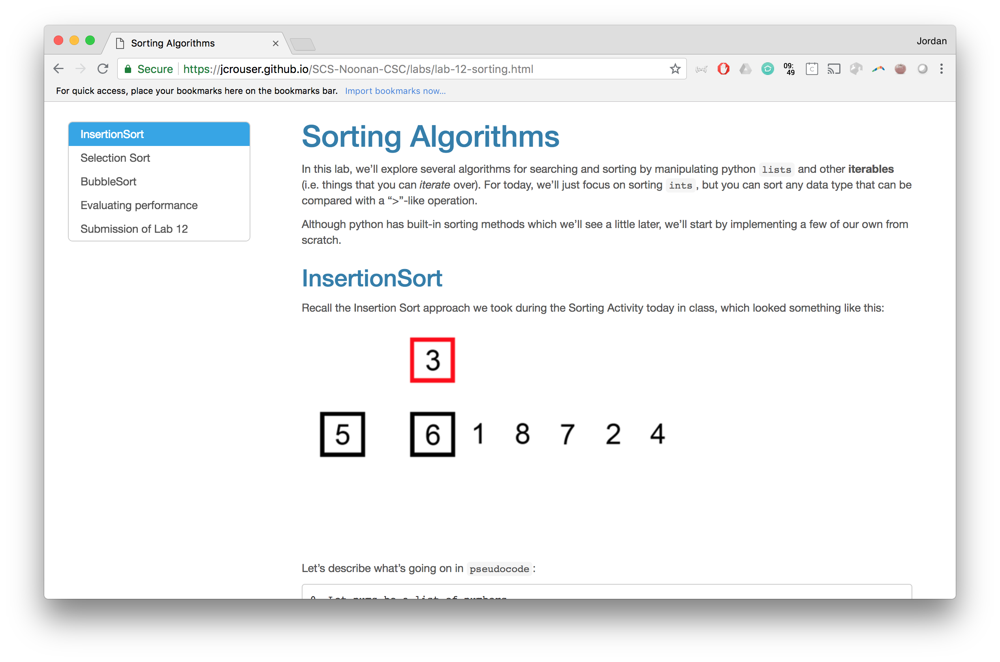 Sorting Algorithms
Jordan
Secure https://jcrouser.github.io/SCS-Noonan-CSC/labs/lab-12-sorting.html
09:
49
C
For quick access, place your bookmarks here on the bookmarks bar. Import bookmarks now...
InsertionSort
Selection Sort
BubbleSort
Evaluating performance
Submission of Lab 12
Sorting Algorithms
In this lab, we’ll explore several algorithms for searching and sorting by manipulating python lists and other iterables
(i.e. things that you can iterate over). For today, we’ll just focus on sorting ints, but you can sort any data type that can be
compared with a “>”-like operation.
Although python has built-in sorting methods which we’ll see a little later, we’ll start by implementing a few of our own from
scratch.
InsertionSort
Recall the Insertion Sort approach we took during the Sorting Activity today in class, which looked something like this:
3
5 6 1 8 7 2 4
Let’s describe what’s going on in pseudocode:
0. Let nums be a list of numbers